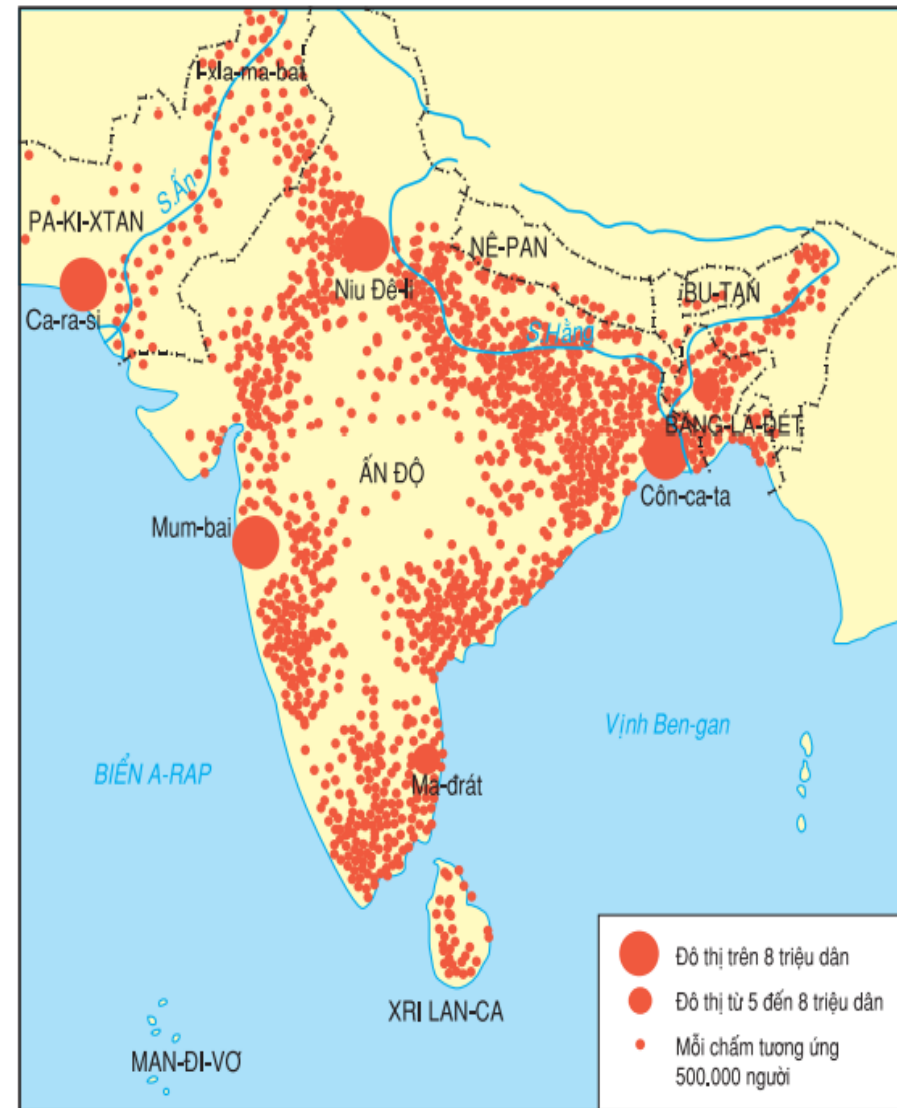 I-xla-ma-bat
S.Ấn
PA-KI-XTAN
NÊ-PAN
Niu Đê-li
BU-TAN
Ca-ra-si
S.Hằng
BĂNG-LA-ĐÉT
ẤN ĐỘ
Côn-ca-ta
Mum-bai
Vịnh Ben-gan
BIỂN A-RAP
Ma-đrát
XRI LAN-CA
MAN-ĐI-VƠ
Đô thị trên 8 triệu dân
Đô thị từ 5 đến 8 triệu dân
Mỗi chấm tương ứng
500.000 người